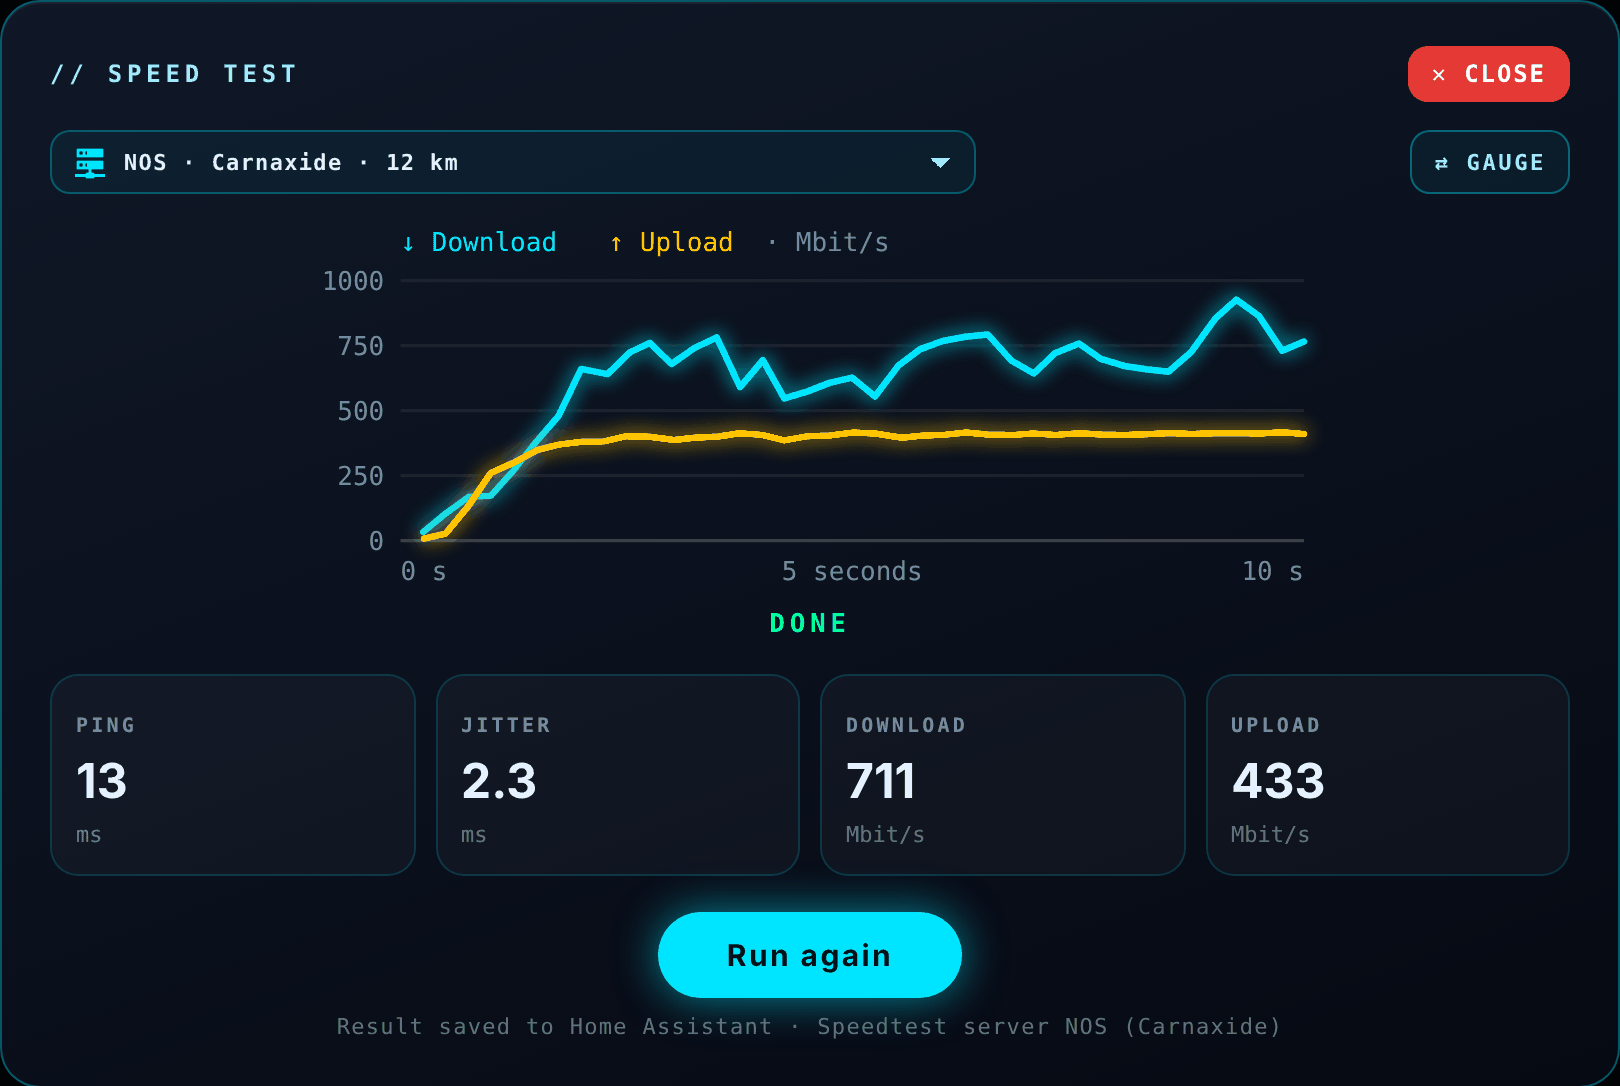 // SPEED TEST
× CLOSE
NOS · Carnaxide · 12 km
⇄ GAUGE
↓ Download ↑ Upload · Mbit/s
1000
750
500
250
0
0 s 5 seconds 10 s
DONE
PING
13
ms
JITTER
2.3
ms
DOWNLOAD
711
Mbit/s
UPLOAD
433
Mbit/s
Run again
Result saved to Home Assistant · Speedtest server NOS (Carnaxide)